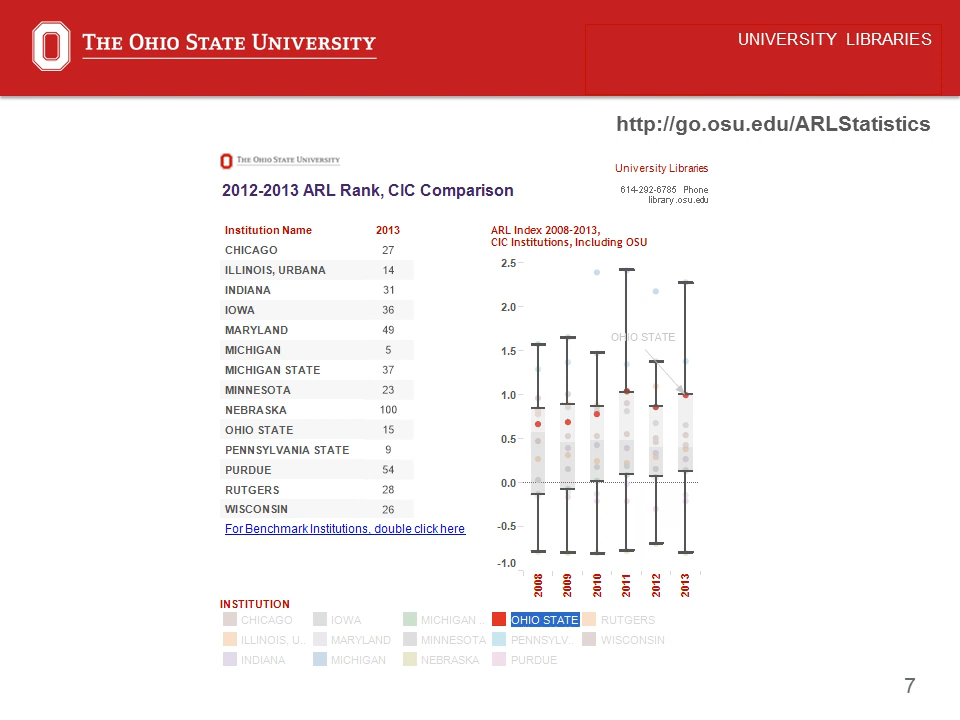 THE OHIO STATE UNIVERSITY
UNIVERSITY LIBRARIES
http://go.osu.edu/ARLStatistics
THE OHIO STATE UNIVERSITY
University Libraries
2012-2013 ARL Rank, CIC Comparison
614-292-6785 Phone
library.osu.edu
Institution Name 2013
CHICAGO 27
ILLINOIS, URBANA 14
INDIANA 31
IOWA 36
MARYLAND 49
MICHIGAN 5
MICHIGAN STATE 37
MINNESOTA 23
NEBRASKA 100
OHIO STATE 15
PENNSYLVANIA STATE 9
PURDUE 54
RUTGERS 28
WISCONSIN 26
For Benchmark Institutions, double click here
ARL Index 2008-2013,
CIC Institutions, Including OSU
2.5
2.0
1.5
1.0
0.5
0.0
-0.5
-1.0
OHIO STATE
2008 2009 2010 2011 2012 2013
INSTITUTION
CHICAGO IOWA MICHIGAN .. OHIO STATE RUTGERS
ILLINOIS, U.. MARYLAND MINNESOTA PENNSYLV.. WISCONSIN
INDIANA MICHIGAN NEBRASKA PURDUE
7